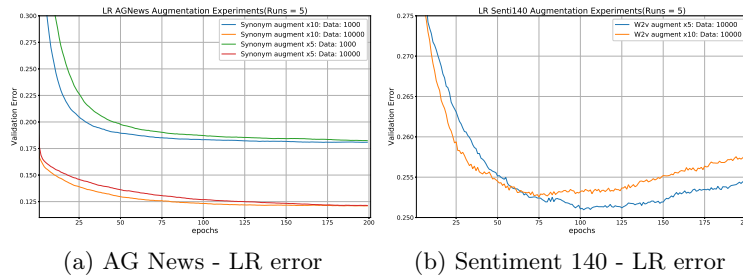 LR AGNews Augmentation Experiments(Runs = 5)
0.300
0.275
0.250
0.225
0.200
0.175
0.150
0.125
Validation Error
Synonym augment x10: Data: 1000
Synonym augment x10: Data: 10000
Synonym augment x5: Data: 1000
Synonym augment x5: Data: 10000
25 50 75 100 125 150 175 200
epochs
(a) AG News - LR error
LR Senti140 Augmentation Experiments(Runs = 5)
0.275
0.270
0.265
0.260
0.255
0.250
Validation Error
W2v augment x5: Data: 10000
W2v augment x10: Data: 10000
25 50 75 100 125 150 175
epochs
(b) Sentiment 140 - LR error